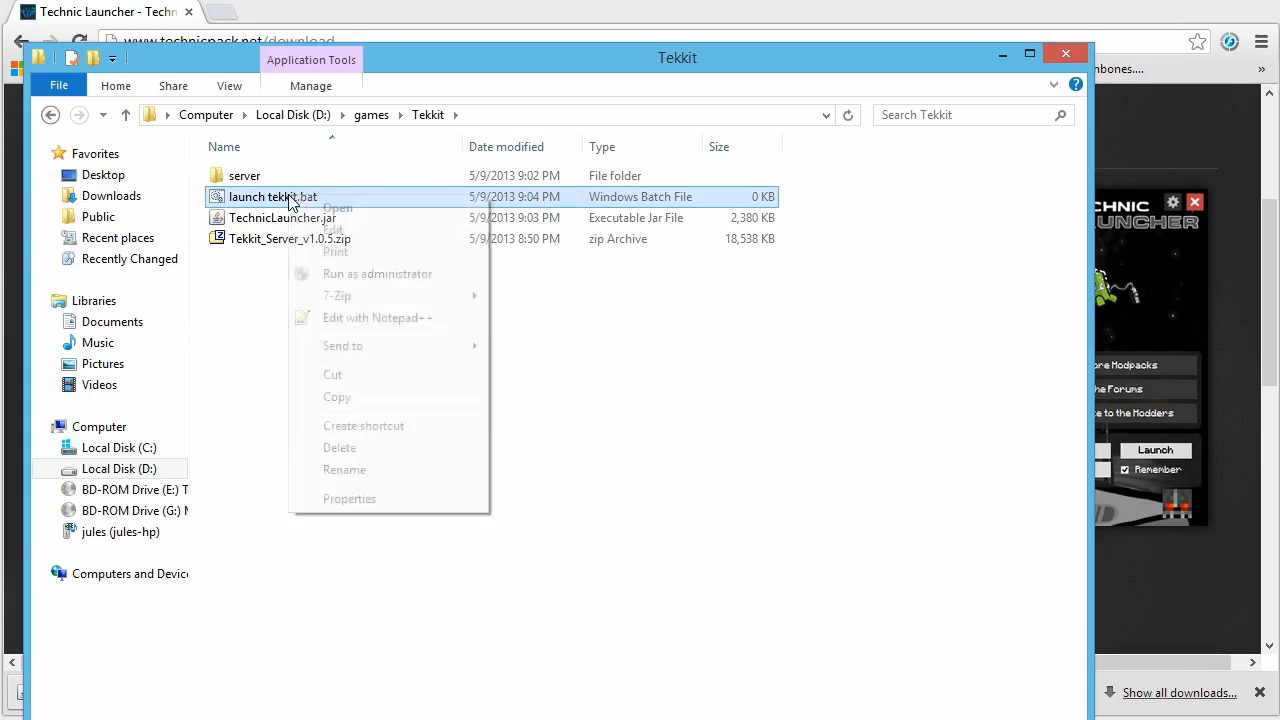 Technic Launcher - Techn
www.technicpack.net/download
Application Tools
Tekkit
File
Home
Share
View
Manage
Computer
Local Disk (D:)
games
Tekkit
Search Tekkit
Name
Date modified
Type
Size
server
5/9/2013 9:02 PM
File folder
launch tekkit.bat
5/9/2013 9:04 PM
Windows Batch File
0 KB
TechnicLauncher.jar
5/9/2013 9:03 PM
Executable Jar File
2,380 KB
Tekkit_Server_v1.0.5.zip
5/9/2013 8:50 PM
zip Archive
18,538 KB
Favorites
Desktop
Downloads
Public
Recent places
Recently Changed
Libraries
Documents
Music
Pictures
Videos
Computer
Local Disk (C:)
Local Disk (D:)
BD-ROM Drive (E:) T
BD-ROM Drive (G:) M
jules (jules-hp)
Computers and Device
Open
Edit
Print
Run as administrator
7-Zip
Edit with Notepad++
Send to
Cut
Copy
Create shortcut
Delete
Rename
Properties
mbones....
»
CHNIC
AUNCHER
ore Modpacks
he Forums
te to the Modders
Launch
Remember
Show all downloads...